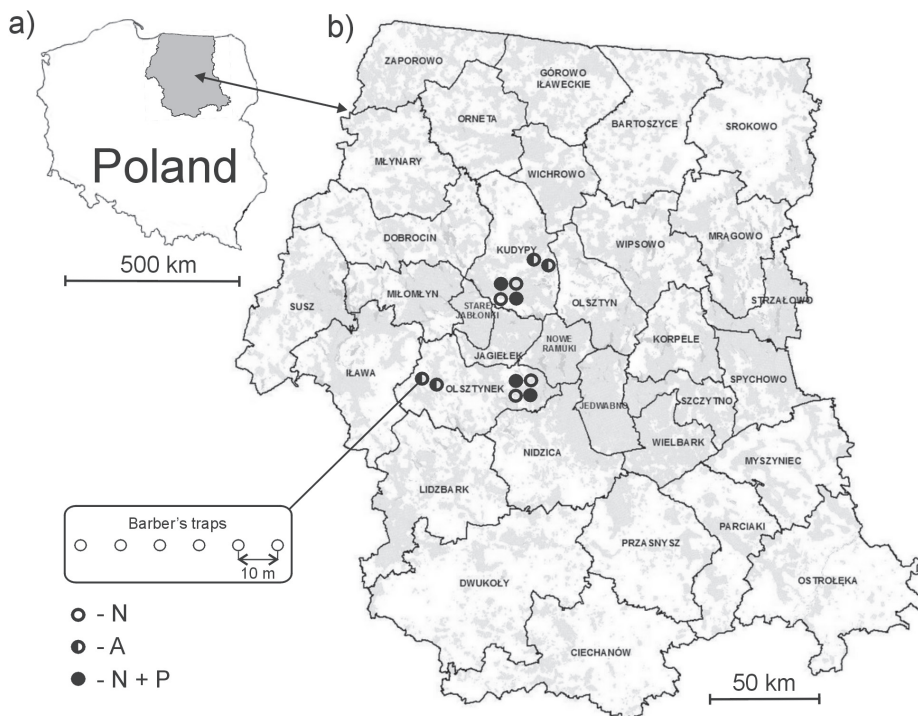 a)
Poland
500 km
b)
ZAPOROWO
GÓROWO
IŁAWECKIE
ORNETA
BARTOSZYCE
SROKOWO
MŁYNARY
WICHROWO
DOBROCIN
KUDYPY
WIPSOWO
MRĄGOWO
SUSZ
MIŁOMŁYN
STARE
JABŁONKI
OLSZTYN
STRZAŁOWO
IŁAWA
JAGIEŁEK
NOWE
RAMUKI
KORPELE
OLSZTYNEK
JEDWABNO
SZCZYTNO
SPYCHOWO
NIDZICA
WIELBARK
MYSZYNIEC
LIDZBARK
PARCIAKI
PRZASNYSZ
DWUKOŁY
OSTROŁĘKA
CIECHANÓW
50 km
Barber's traps
10 m
- N
- A
- N + P